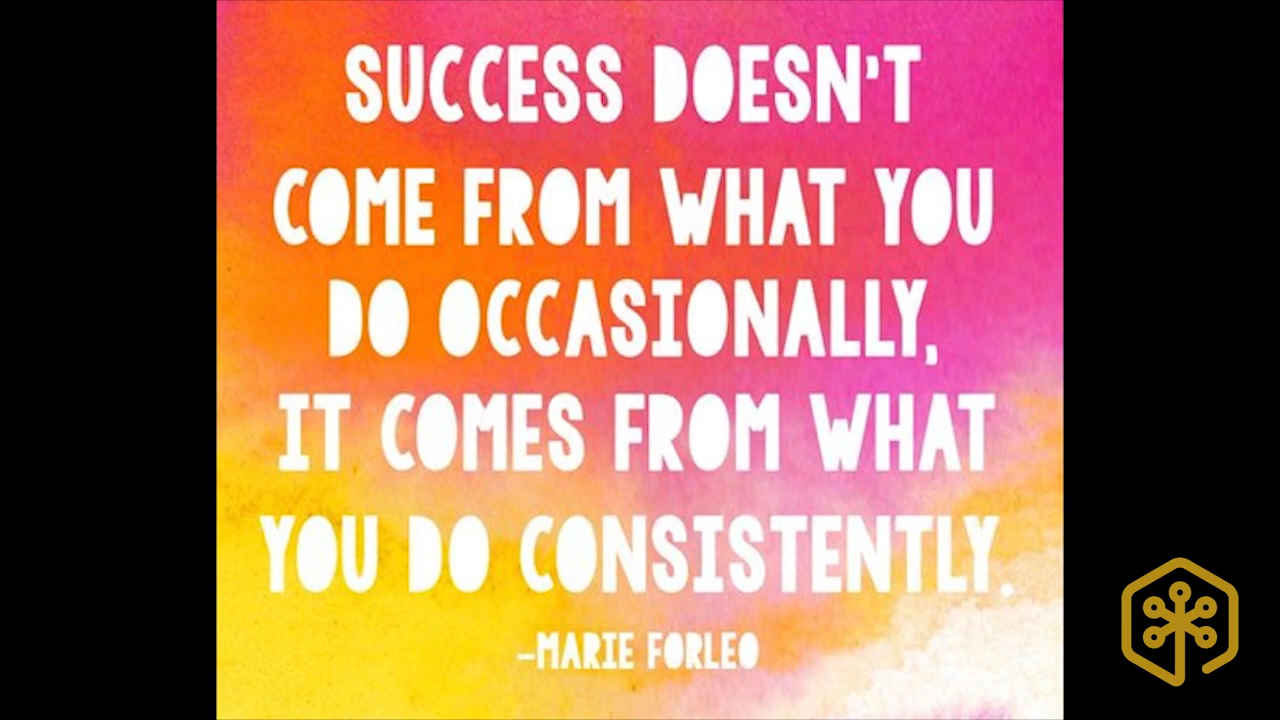 SUCCESS DOESN'T
COME FROM WHAT YOU
DO OCCASIONALLY,
IT COMES FROM WHAT
YOU DO CONSISTENTLY.
-MARIE FORLEO